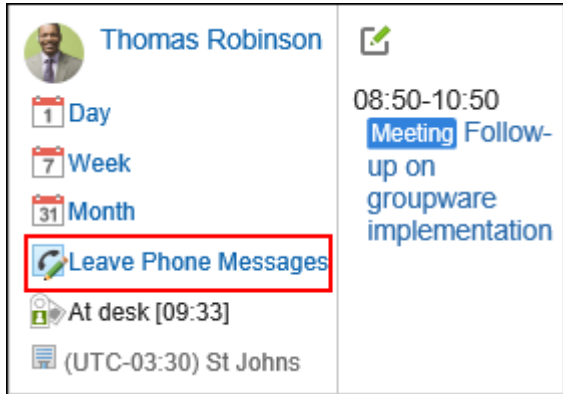 Thomas Robinson
1 Day
7 Week
31 Month
Leave Phone Messages
At desk [09:33]
(UTC-03:30) St Johns
08:50-10:50
Meeting Follow-
up on
groupware
implementation